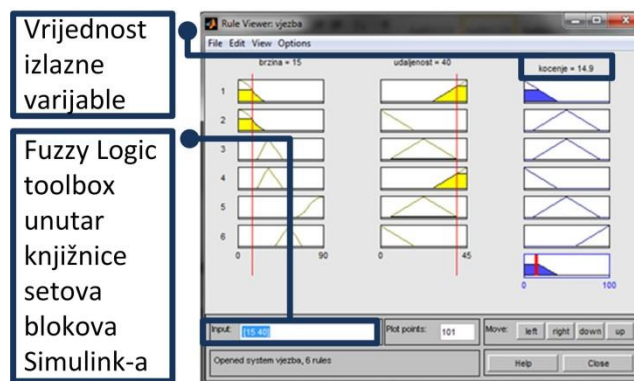 Vrijednost
izlazne
varijable
Fuzzy Logic
toolbox
unutar
knjižnice
setova
blokova
Simulink-a
Rule Viewer: vjezba
File Edit View Options
brzina = 15 udaljenost = 40 kocenje = 14.9
1
2
3
4
5
6
0 90 0 45
0 100
Input: [15 40] Plot points: 101 Move: left right down up
Opened system vjezba, 6 rules Help Close